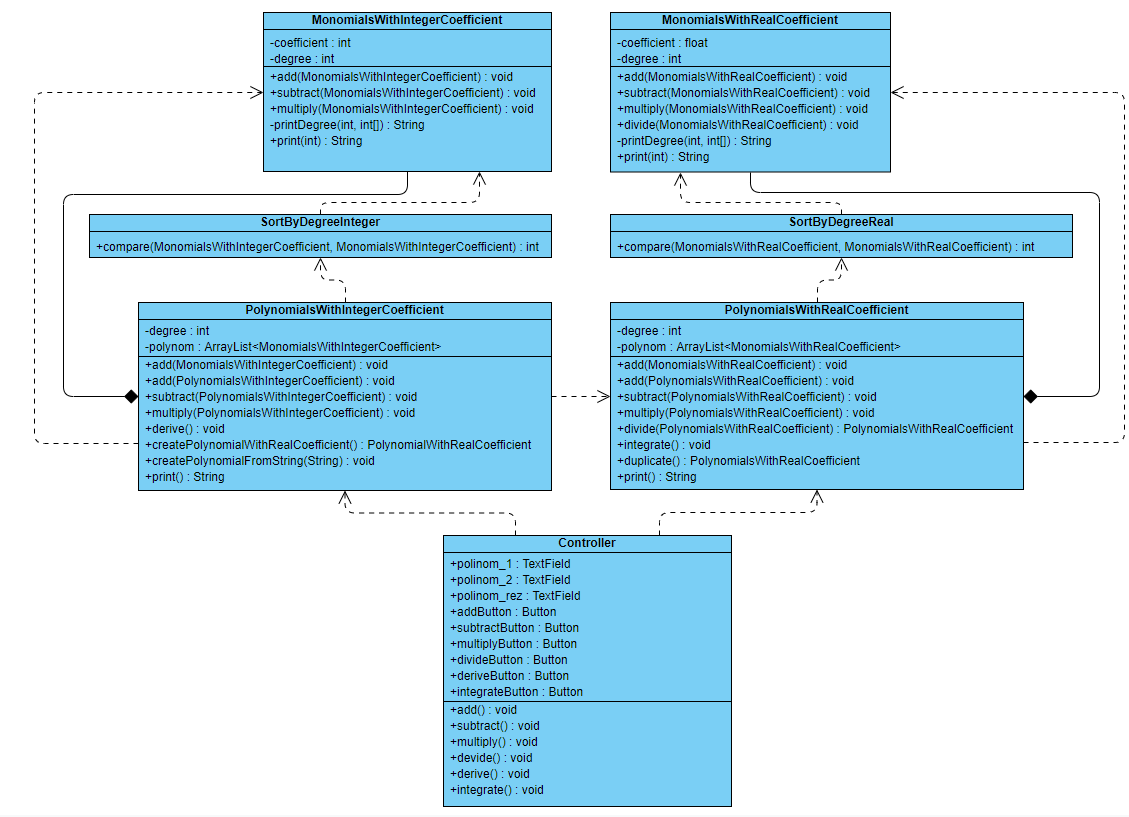 MonomialsWithIntegerCoefficient
-coefficient : int
-degree : int
+add(MonomialsWithIntegerCoefficient) : void
+subtract(MonomialsWithIntegerCoefficient) : void
+multiply(MonomialsWithIntegerCoefficient) : void
-printDegree(int, int[]) : String
+print(int) : String
MonomialsWithRealCoefficient
-coefficient : float
-degree : int
+add(MonomialsWithRealCoefficient) : void
+subtract(MonomialsWithRealCoefficient) : void
+multiply(MonomialsWithRealCoefficient) : void
+divide(MonomialsWithRealCoefficient) : void
-printDegree(int, int[]) : String
+print(int) : String
SortByDegreeInteger
+compare(MonomialsWithIntegerCoefficient, MonomialsWithIntegerCoefficient) : int
SortByDegreeReal
+compare(MonomialsWithRealCoefficient, MonomialsWithRealCoefficient) : int
PolynomialsWithIntegerCoefficient
-degree : int
-polynom : ArrayList<MonomialsWithIntegerCoefficient>
+add(MonomialsWithIntegerCoefficient) : void
+add(PolynomialsWithIntegerCoefficient) : void
+subtract(PolynomialsWithIntegerCoefficient) : void
+multiply(PolynomialsWithIntegerCoefficient) : void
+derive() : void
+createPolynomialWithRealCoefficient() : PolynomialWithRealCoefficient
+createPolynomialFromString(String) : void
+print() : String
PolynomialsWithRealCoefficient
-degree : int
-polynom : ArrayList<MonomialsWithRealCoefficient>
+add(MonomialsWithRealCoefficient) : void
+add(PolynomialsWithRealCoefficient) : void
+subtract(PolynomialsWithRealCoefficient) : void
+multiply(PolynomialsWithRealCoefficient) : void
+divide(PolynomialsWithRealCoefficient) : PolynomialsWithRealCoefficient
+integrate() : void
+duplicate() : PolynomialsWithRealCoefficient
+print() : String
Controller
+polinom_1 : TextField
+polinom_2 : TextField
+polinom_rez : TextField
+addButton : Button
+subtractButton : Button
+multiplyButton : Button
+divideButton : Button
+deriveButton : Button
+integrateButton : Button
+add() : void
+subtract() : void
+multiply() : void
+devide() : void
+derive() : void
+integrate() : void